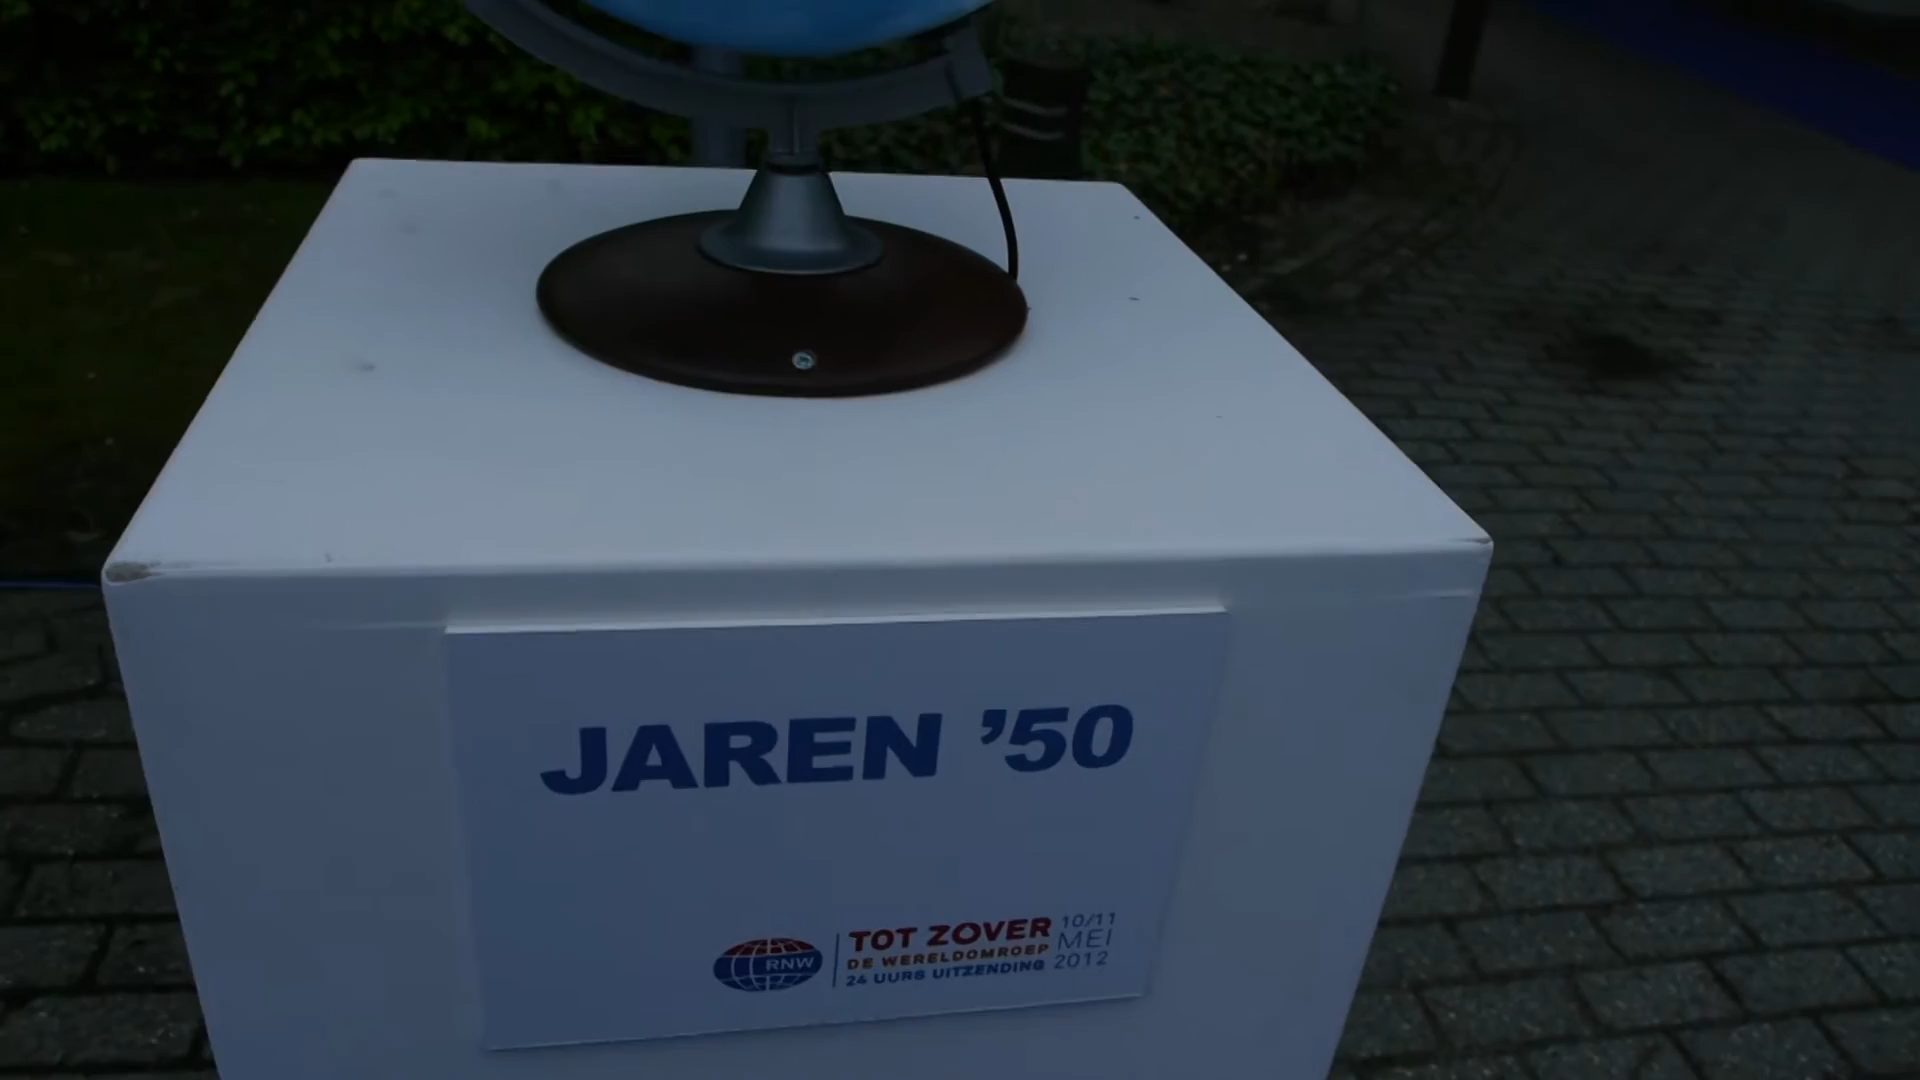 JAREN '50
RNW
TOT ZOVER
DE WERELDOMROEP
24 UURS UITZENDING
10/11
MEI
2012